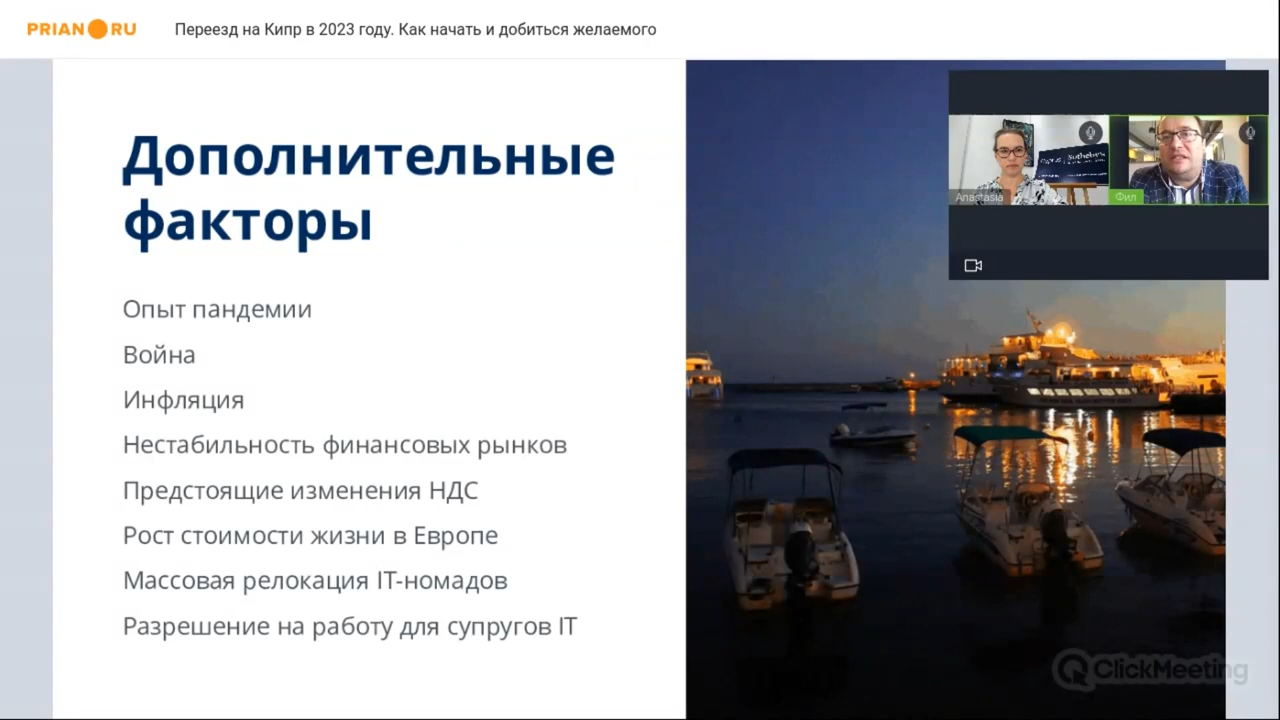 PRIAN RU
Переезд на Кипр в 2023 году. Как начать и добиться желаемого
Дополнительные
факторы
Опыт пандемии
Война
Инфляция
Нестабильность финансовых рынков
Предстоящие изменения НДС
Рост стоимости жизни в Европе
Массовая релокация IT-номадов
Разрешение на работу для супругов IT
Cyprus Sotheby's
Anastasia
Фил
ClickMeeting